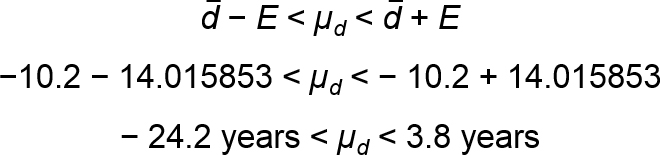 d̄ − E < μd < d̄ + E
−10.2 − 14.015853 < μd < − 10.2 + 14.015853
− 24.2 years < μd < 3.8 years